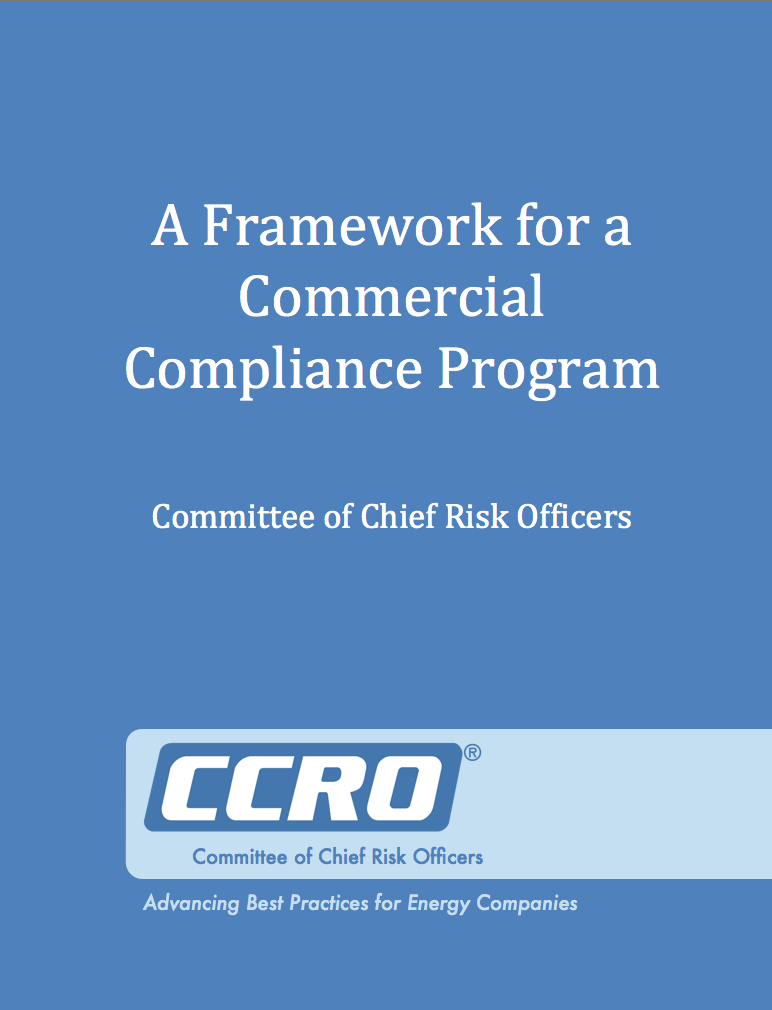 A Framework for a
Commercial
Compliance Program
Committee of Chief Risk Officers
CCRO®
Committee of Chief Risk Officers
Advancing Best Practices for Energy Companies